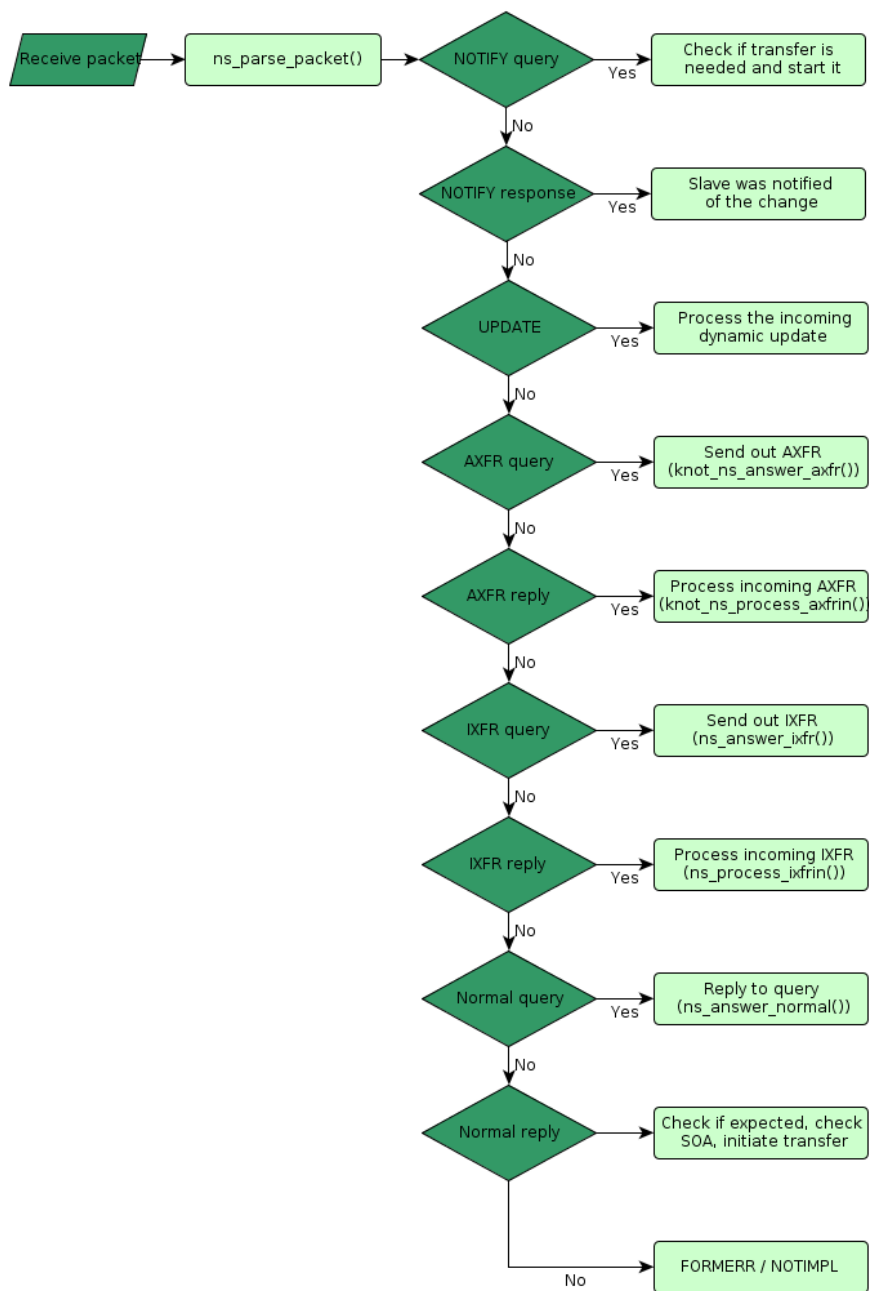 Receive packet
ns_parse_packet()
NOTIFY query
Yes
Check if transfer is
needed and start it
No
NOTIFY response
Yes
Slave was notified
of the change
No
UPDATE
Yes
Process the incoming
dynamic update
No
AXFR query
Yes
Send out AXFR
(knot_ns_answer_axfr())
No
AXFR reply
Yes
Process incoming AXFR
(knot_ns_process_axfrin())
No
IXFR query
Yes
Send out IXFR
(ns_answer_ixfr())
No
IXFR reply
Yes
Process incoming IXFR
(ns_process_ixfrin())
No
Normal query
Yes
Reply to query
(ns_answer_normal())
No
Normal reply
Check if expected, check
SOA, initiate transfer
No
FORMERR / NOTIMPL